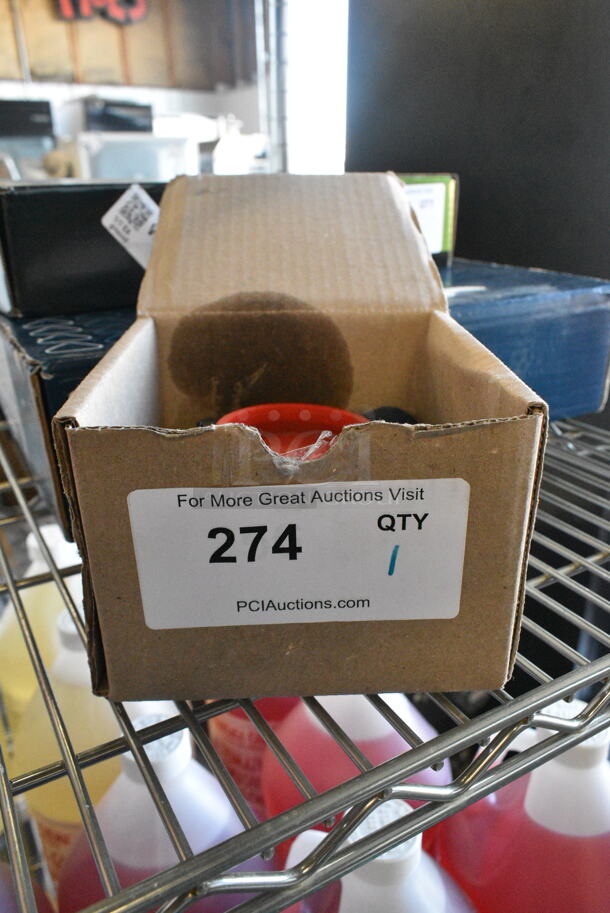 For More Great Auctions Visit
274
QTY
1
PCIAuctions.com